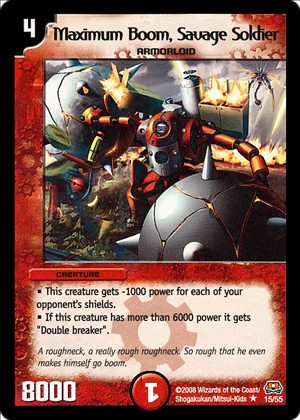 4
Maximum Boom, Savage Soldier
ARMORLOID
CREATURE
▪ This creature gets -1000 power for each of your
opponent's shields.
▪ If this creature has more than 6000 power it gets
"Double breaker".
A roughneck, a really rough roughneck. So rough that he even
makes himself go boom.
8000
1
©2008 Wizards of the Coast/
Shogakukan/Mitsui-Kids ★ 15/55